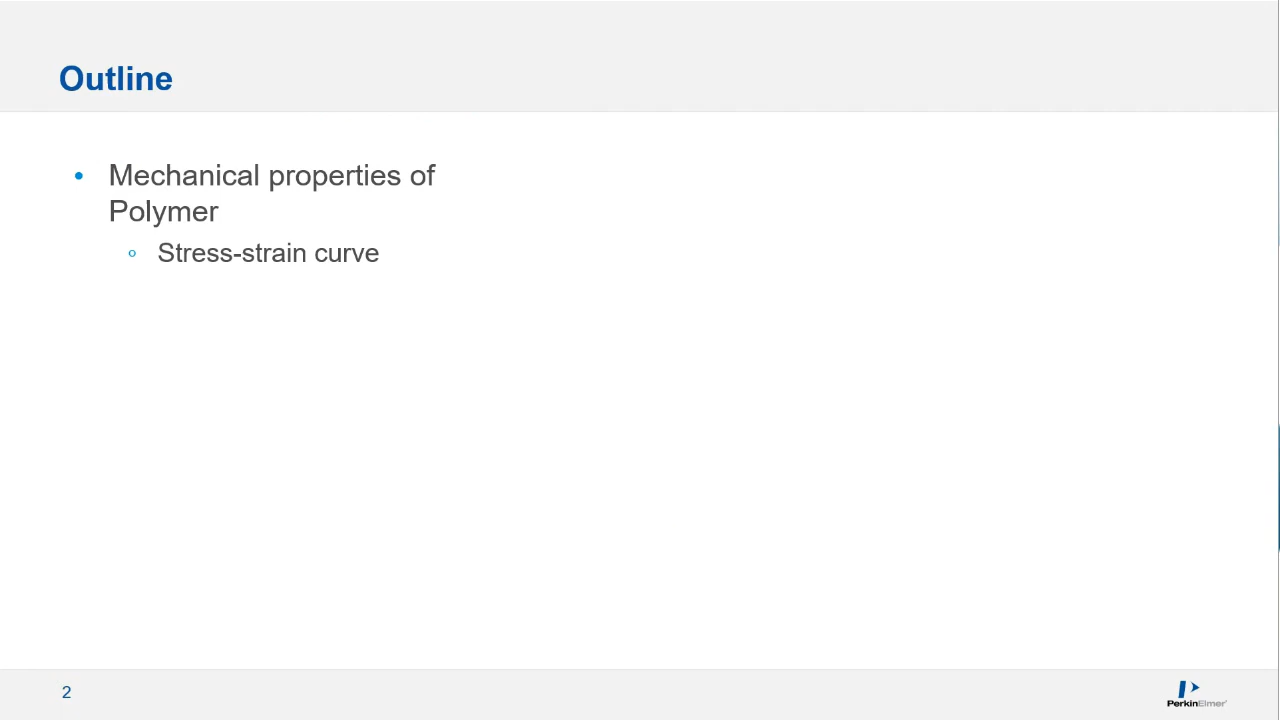 Outline
• Mechanical properties of
Polymer
o Stress-strain curve
2
PerkinElmer